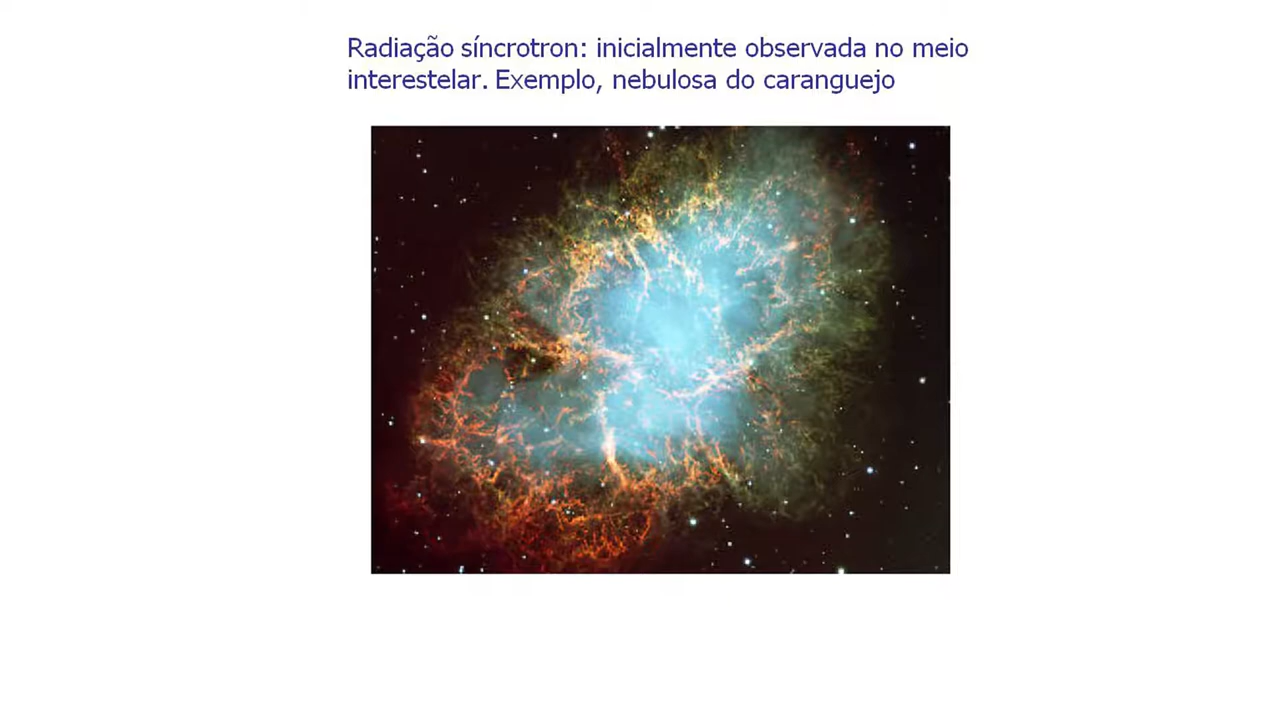 Radiação síncrotron: inicialmente observada no meio
interestelar. Exemplo, nebulosa do caranguejo